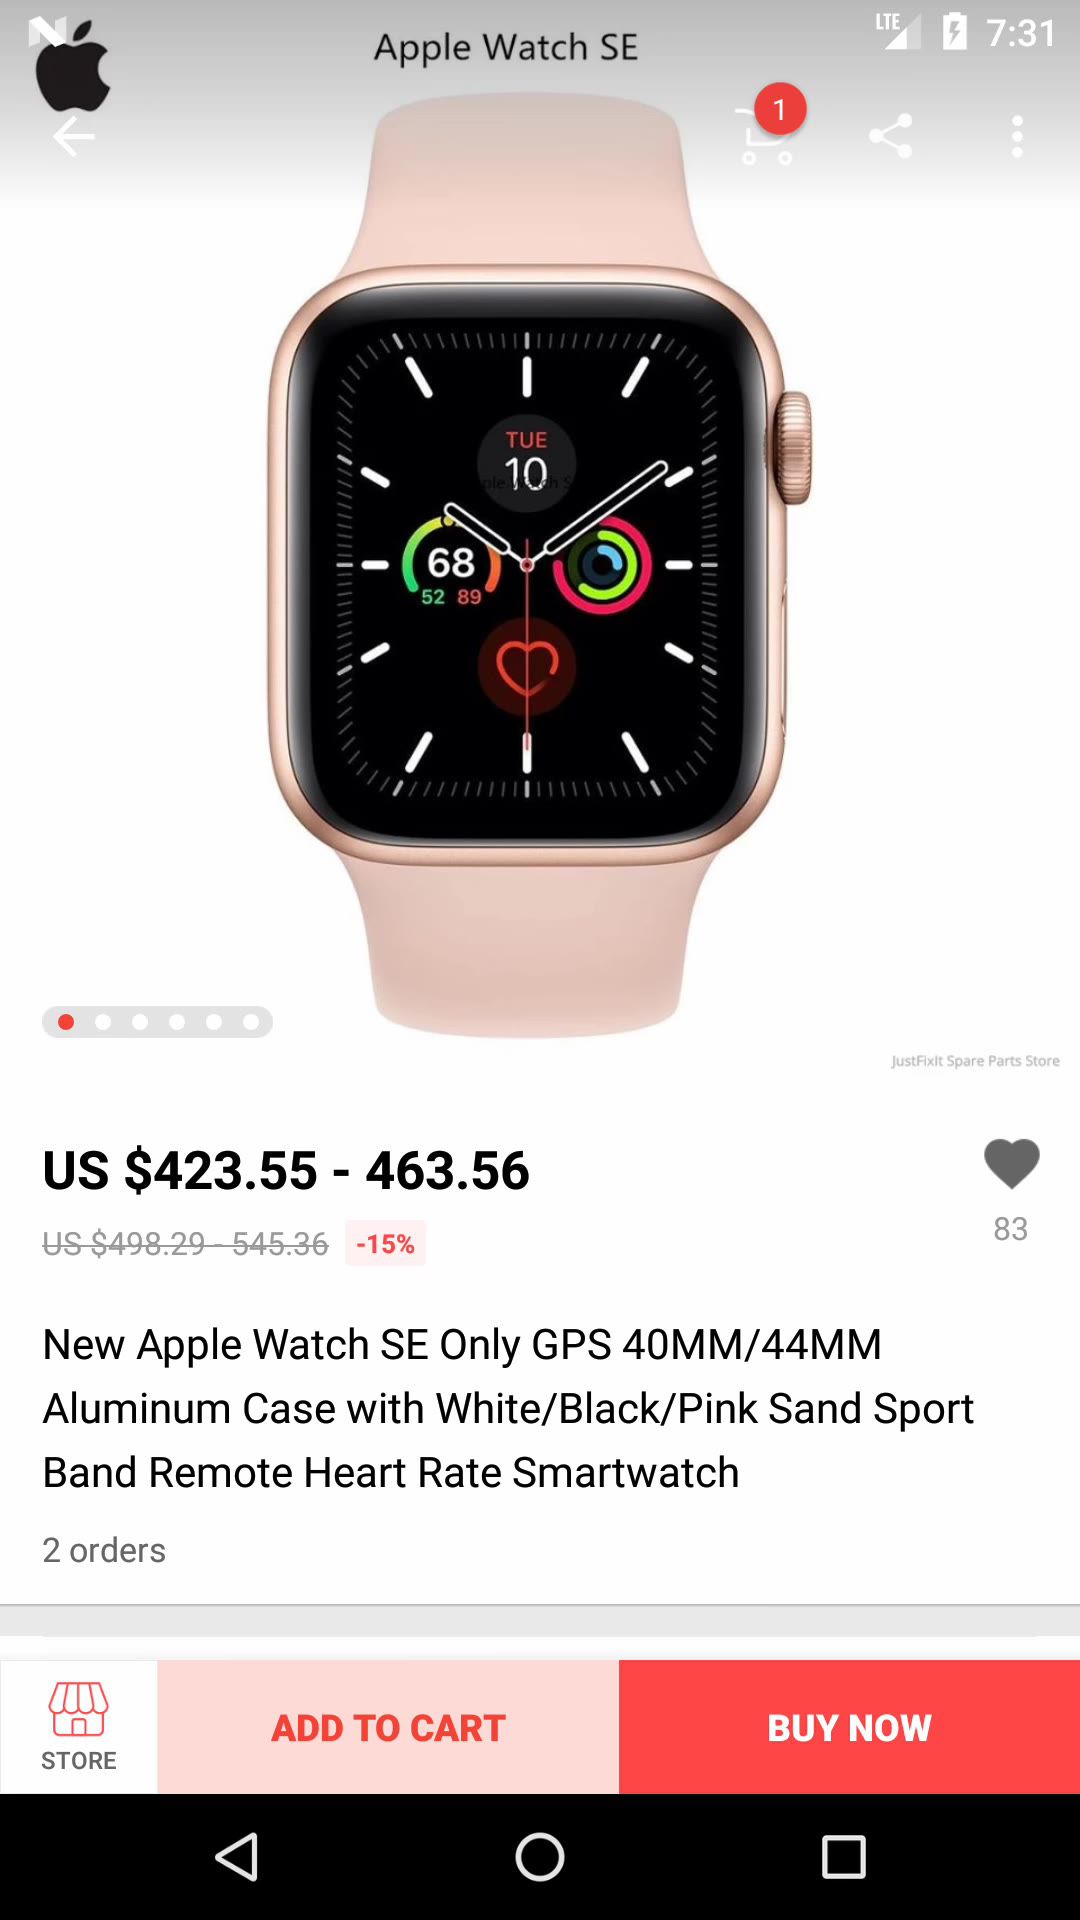 LTE 7:31
Apple Watch SE
1
TUE
10
68
52 89
JustFixIt Spare Parts Store
US $423.55 - 463.56
US $498.29 - 545.36 -15%
83
New Apple Watch SE Only GPS 40MM/44MM
Aluminum Case with White/Black/Pink Sand Sport
Band Remote Heart Rate Smartwatch
2 orders
STORE
ADD TO CART
BUY NOW